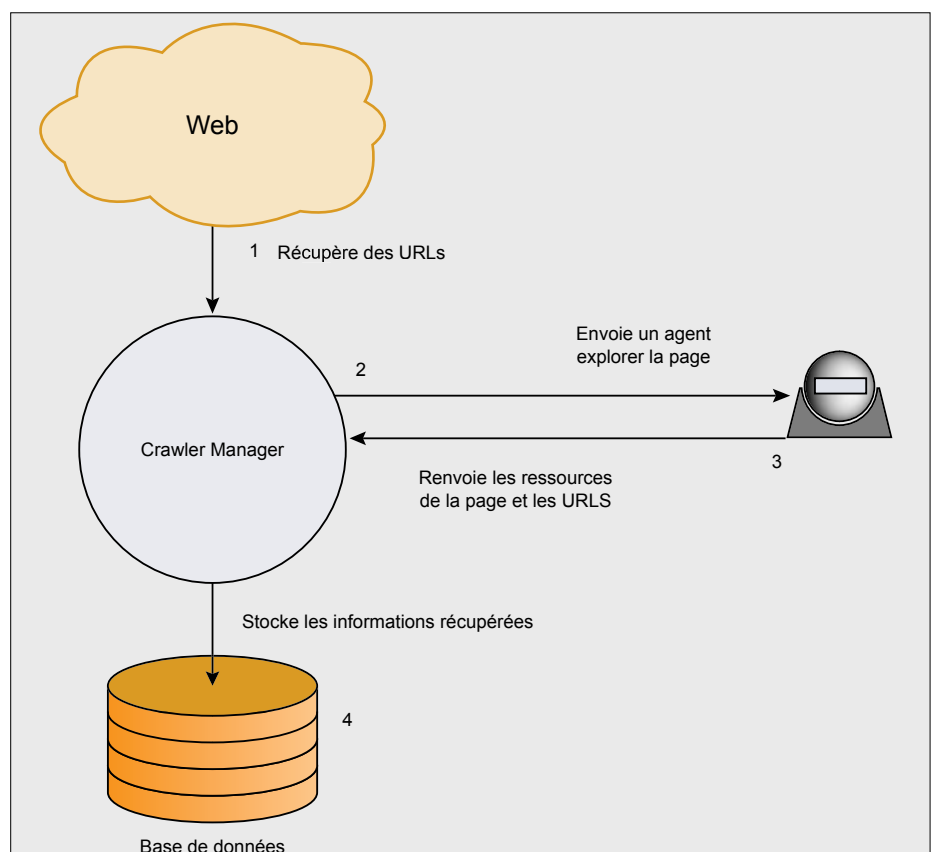 Web
1 Récupère des URLs
Envoie un agent
explorer la page
2
Crawler Manager
3
Renvoie les ressources
de la page et les URLS
Stocke les informations récupérées
4
Base de données